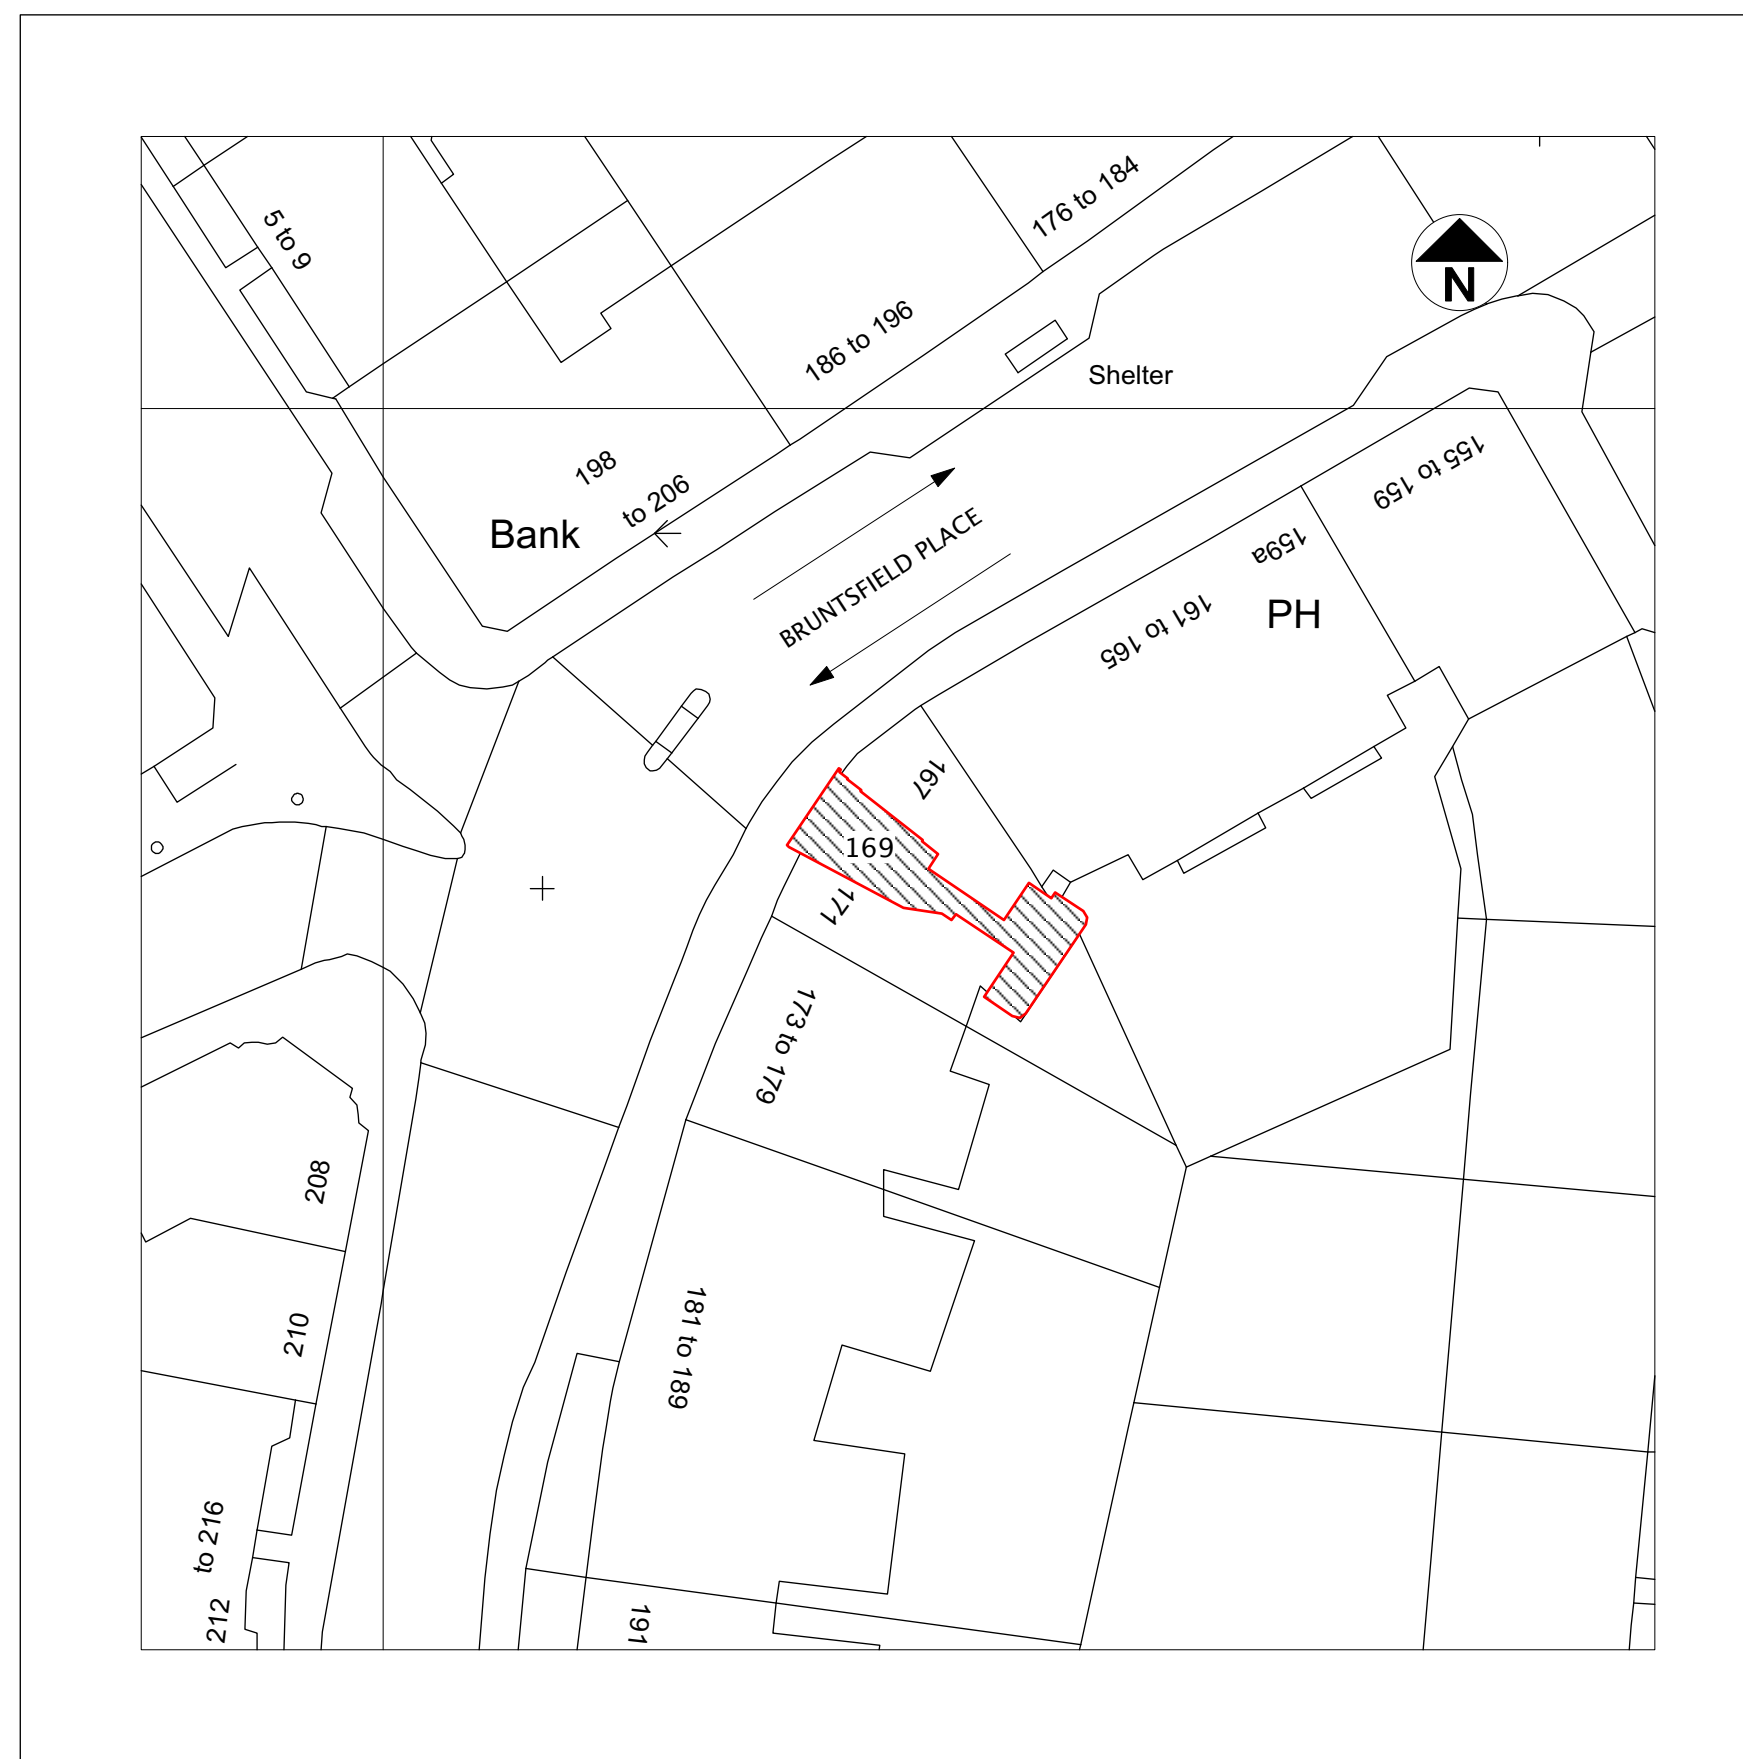 176 to 184
5 to 9
N
186 to 196
Shelter
198
to 206
Bank
155 to 159
BRUNTSFIELD PLACE
159a
161 to 165
PH
167
169
171
173 to 179
208
210
181 to 189
to 216
212
191